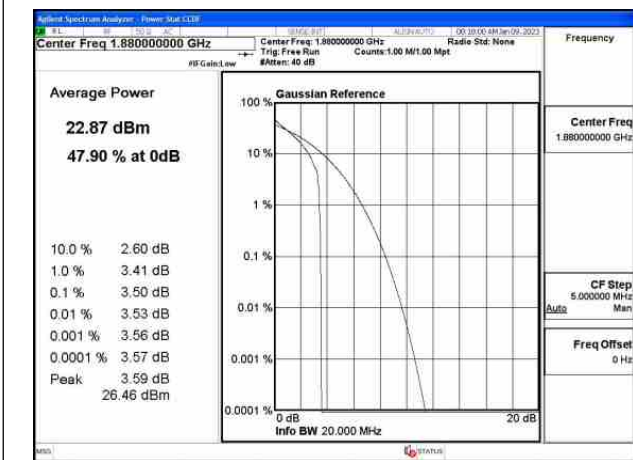 Agilent Spectrum Analyzer - Power Stat CCDF
RL RF 50 Ω AC SENSE:INT ALIGN AUTO 00:18:00 AM Jan 09, 2023
Center Freq 1.880000000 GHz
Center Freq: 1.880000000 GHz Radio Std: None
Trig: Free Run Counts:1.00 M/1.00 Mpt
#IFGain:Low #Atten: 40 dB
Frequency
Average Power
22.87 dBm
47.90 % at 0dB
10.0 % 2.60 dB
1.0 % 3.41 dB
0.1 % 3.50 dB
0.01 % 3.53 dB
0.001 % 3.56 dB
0.0001 % 3.57 dB
Peak 3.59 dB
26.46 dBm
Gaussian Reference
100 %
10 %
1 %
0.1 %
0.01 %
0.001 %
0.0001 %
0 dB 20 dB
Info BW 20.000 MHz
Center Freq
1.880000000 GHz
CF Step
5.000000 MHz
Auto Man
Freq Offset
0 Hz
MSG STATUS